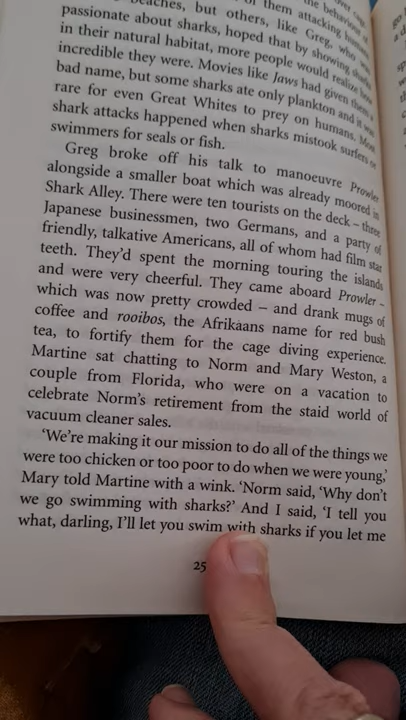 beaches, but others, like Greg, who
passionate about sharks, hoped that by showing sharks
in their natural habitat, more people would realize how
incredible they were. Movies like Jaws had given them a
bad name, but some sharks ate only plankton and it was
rare for even Great Whites to prey on humans. Most
shark attacks happened when sharks mistook surfers or
swimmers for seals or fish.
Greg broke off his talk to manoeuvre Prowler
alongside a smaller boat which was already moored in
Shark Alley. There were ten tourists on the deck – three
Japanese businessmen, two Germans, and a party of
friendly, talkative Americans, all of whom had film star
teeth. They'd spent the morning touring the islands
and were very cheerful. They came aboard Prowler –
which was now pretty crowded – and drank mugs of
coffee and rooibos, the Afrikaans name for red bush
tea, to fortify them for the cage diving experience.
Martine sat chatting to Norm and Mary Weston, a
couple from Florida, who were on a vacation to
celebrate Norm's retirement from the staid world of
vacuum cleaner sales.
'We're making it our mission to do all of the things we
were too chicken or too poor to do when we were young,'
Mary told Martine with a wink. 'Norm said, 'Why don't
we go swimming with sharks?' And I said, 'I tell you
what, darling, I'll let you swim with sharks if you let me
25